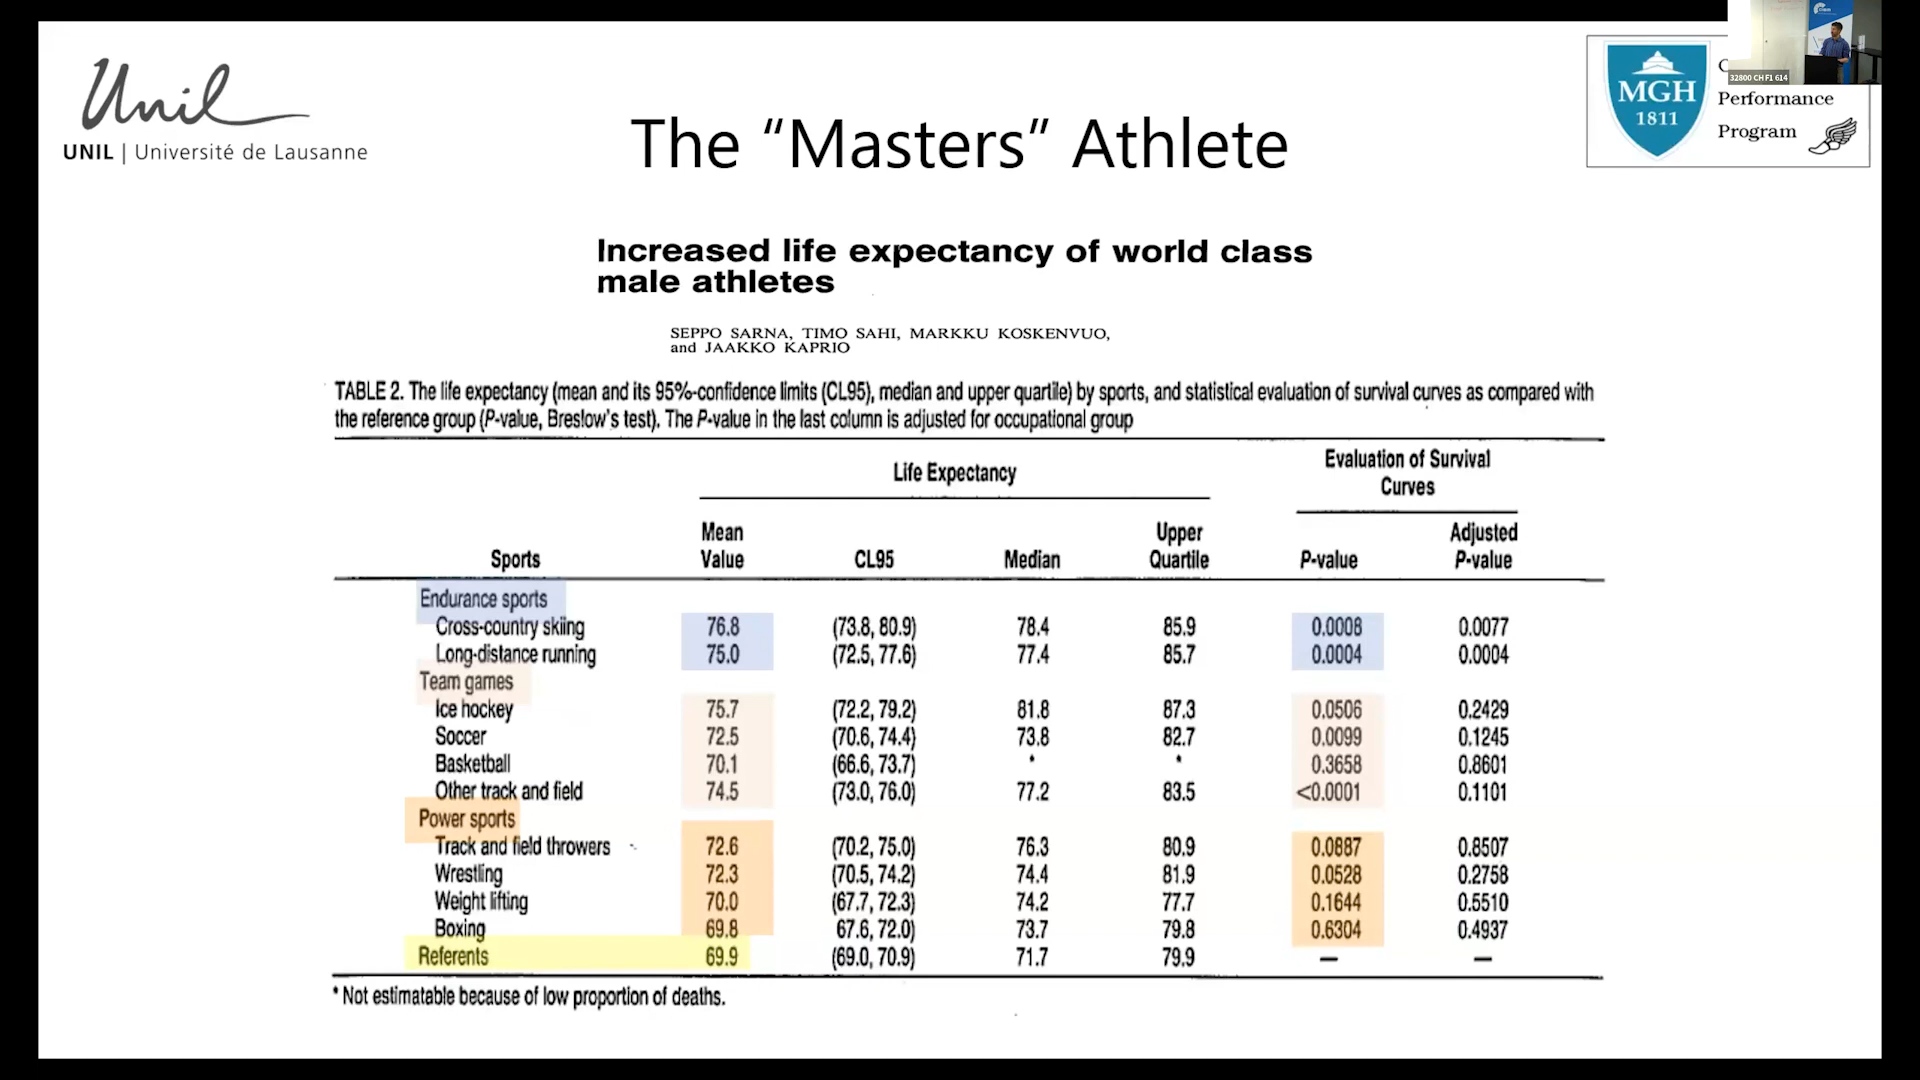 Unil
UNIL | Université de Lausanne
The “Masters” Athlete
MGH
1811
Performance
Program
32800 CH F1 614
Increased life expectancy of world class
male athletes
SEPPO SARNA, TIMO SAHI, MARKKU KOSKENVUO,
and JAAKKO KAPRIO
TABLE 2. The life expectancy (mean and its 95%-confidence limits (CL95), median and upper quartile) by sports, and statistical evaluation of survival curves as compared with
the reference group (P-value, Breslow's test). The P-value in the last column is adjusted for occupational group
Life Expectancy Evaluation of Survival
Curves
Mean Upper Adjusted
Sports Value CL95 Median Quartile P-value P-value
Endurance sports
Cross-country skiing 76.8 (73.8, 80.9) 78.4 85.9 0.0008 0.0077
Long-distance running 75.0 (72.5, 77.6) 77.4 85.7 0.0004 0.0004
Team games
Ice hockey 75.7 (72.2, 79.2) 81.8 87.3 0.0506 0.2429
Soccer 72.5 (70.6, 74.4) 73.8 82.7 0.0099 0.1245
Basketball 70.1 (66.6, 73.7) * * 0.3658 0.8601
Other track and field 74.5 (73.0, 76.0) 77.2 83.5 <0.0001 0.1101
Power sports
Track and field throwers 72.6 (70.2, 75.0) 76.3 80.9 0.0887 0.8507
Wrestling 72.3 (70.5, 74.2) 74.4 81.9 0.0528 0.2758
Weight lifting 70.0 (67.7, 72.3) 74.2 77.7 0.1644 0.5510
Boxing 69.8 67.6, 72.0) 73.7 79.8 0.6304 0.4937
Referents 69.9 (69.0, 70.9) 71.7 79.9 — —
* Not estimatable because of low proportion of deaths.